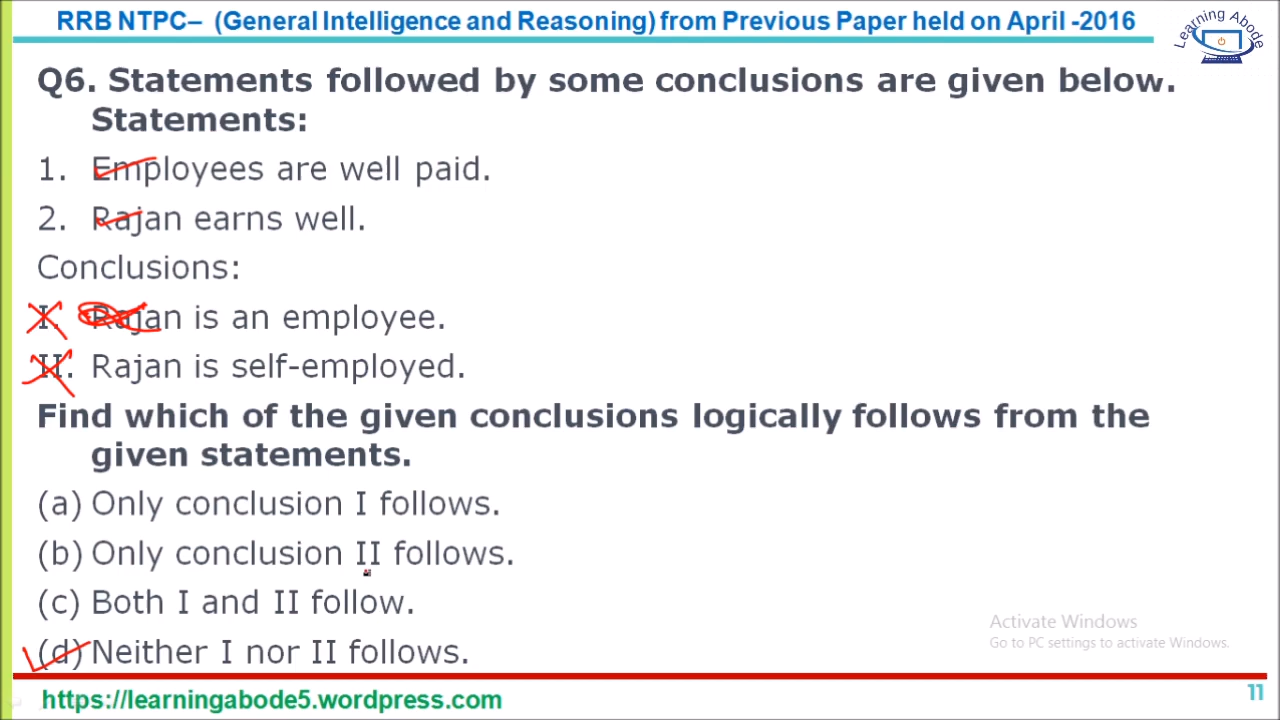 RRB NTPC– (General Intelligence and Reasoning) from Previous Paper held on April -2016
Learning Abode
Q6. Statements followed by some conclusions are given below.
Statements:
1. Employees are well paid.
2. Rajan earns well.
Conclusions:
I. Rajan is an employee.
II. Rajan is self-employed.
Find which of the given conclusions logically follows from the
given statements.
(a) Only conclusion I follows.
(b) Only conclusion II follows.
(c) Both I and II follow.
(d) Neither I nor II follows.
Activate Windows
Go to PC settings to activate Windows.
https://learningabode5.wordpress.com
11